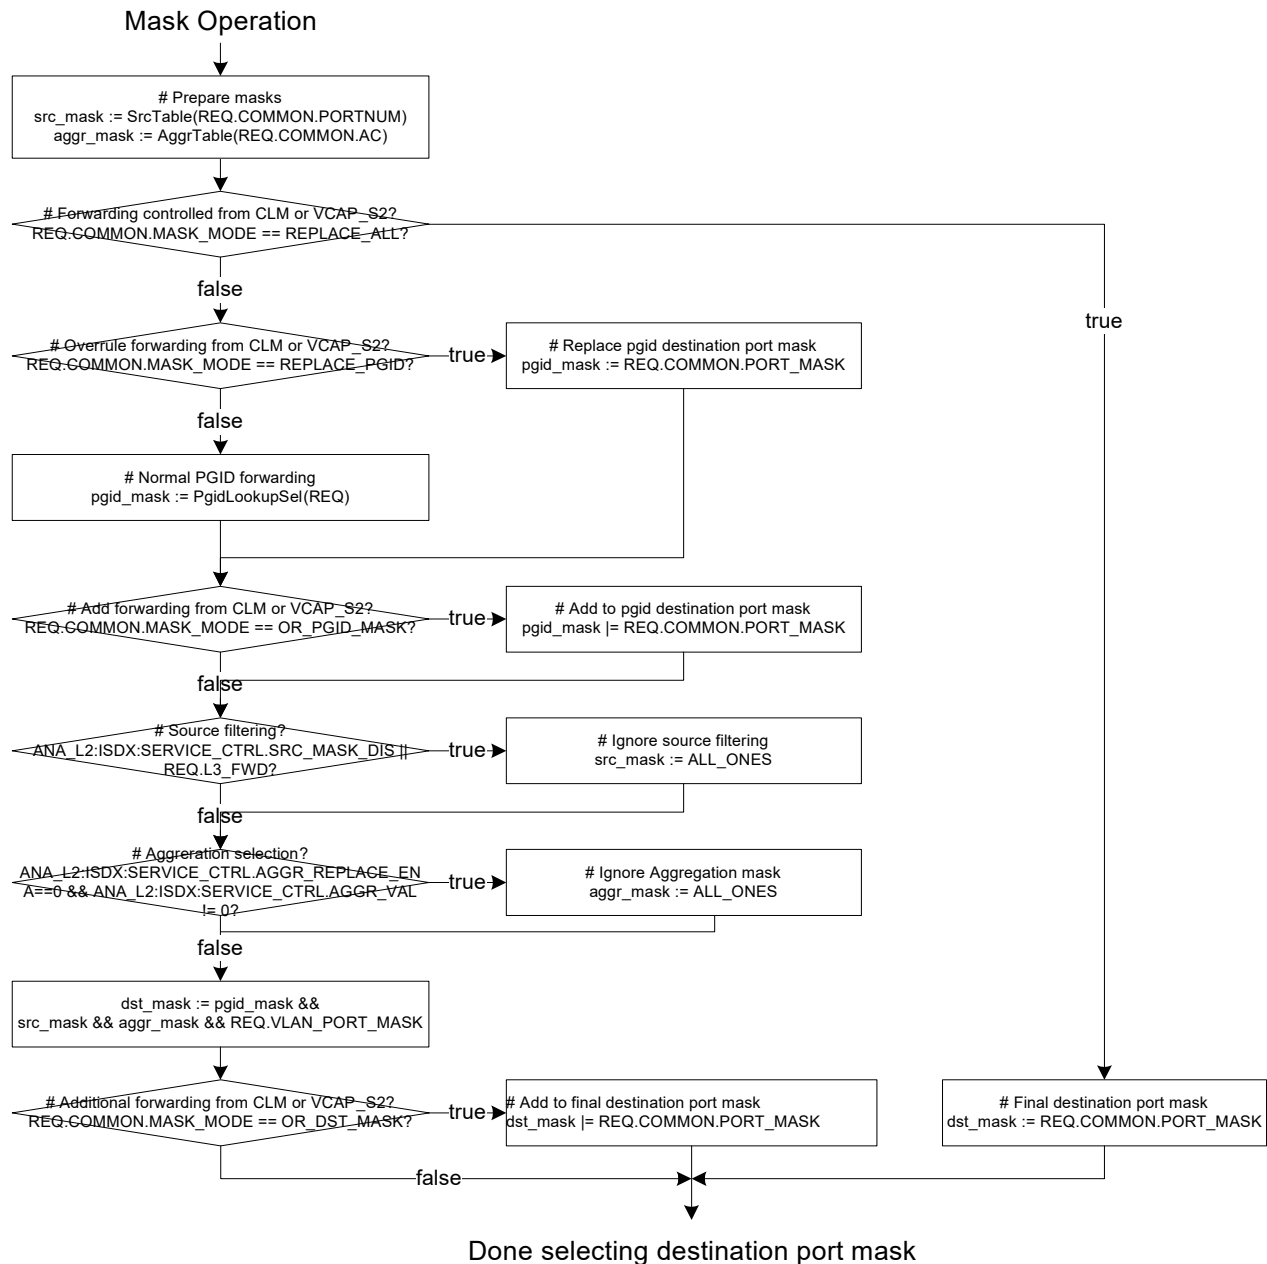 Mask Operation
# Prepare masks
src_mask := SrcTable(REQ.COMMON.PORTNUM)
aggr_mask := AggrTable(REQ.COMMON.AC)
# Forwarding controlled from CLM or VCAP_S2?
REQ.COMMON.MASK_MODE == REPLACE_ALL?
false
true
# Overrule forwarding from CLM or VCAP_S2?
REQ.COMMON.MASK_MODE == REPLACE_PGID?
true
# Replace pgid destination port mask
pgid_mask := REQ.COMMON.PORT_MASK
false
# Normal PGID forwarding
pgid_mask := PgidLookupSel(REQ)
# Add forwarding from CLM or VCAP_S2?
REQ.COMMON.MASK_MODE == OR_PGID_MASK?
true
# Add to pgid destination port mask
pgid_mask |= REQ.COMMON.PORT_MASK
false
# Source filtering?
ANA_L2:ISDX:SERVICE_CTRL.SRC_MASK_DIS ||
REQ.L3_FWD?
true
# Ignore source filtering
src_mask := ALL_ONES
false
# Aggreration selection?
ANA_L2:ISDX:SERVICE_CTRL.AGGR_REPLACE_EN
A==0 && ANA_L2:ISDX:SERVICE_CTRL.AGGR_VAL
!= 0?
true
# Ignore Aggregation mask
aggr_mask := ALL_ONES
false
dst_mask := pgid_mask &&
src_mask && aggr_mask && REQ.VLAN_PORT_MASK
# Additional forwarding from CLM or VCAP_S2?
REQ.COMMON.MASK_MODE == OR_DST_MASK?
true
# Add to final destination port mask
dst_mask |= REQ.COMMON.PORT_MASK
# Final destination port mask
dst_mask := REQ.COMMON.PORT_MASK
false
Done selecting destination port mask